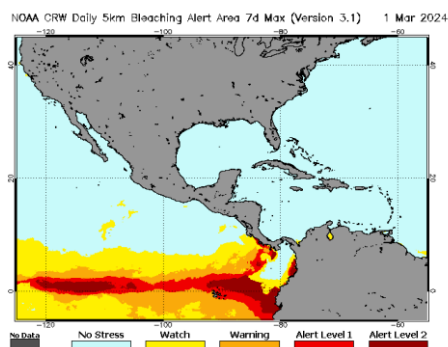 NOAA CRW Daily 5km Bleaching Alert Area 7d Max (Version 3.1) 1 Mar 2024
-120 -100 -80 -60
40
20
0
-120 -100 -80 -60
No Data No Stress Watch Warning Alert Level 1 Alert Level 2